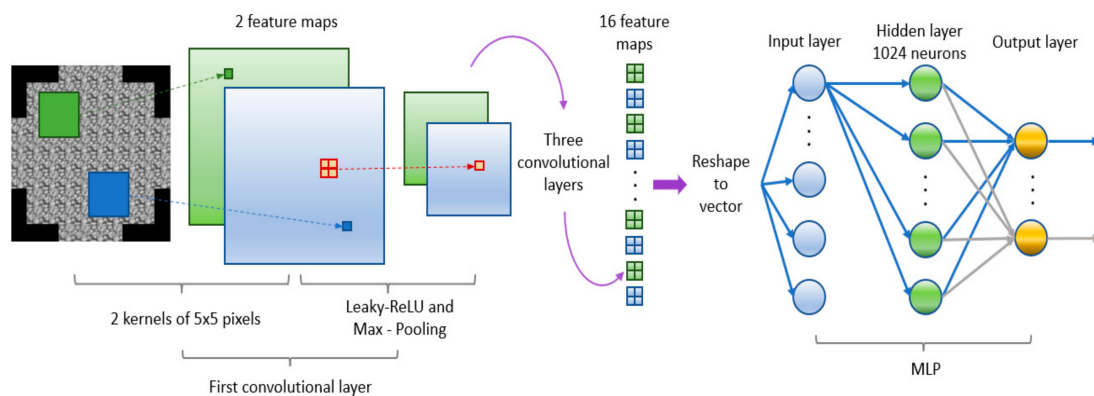 2 feature maps
16 feature
maps
Input layer
Hidden layer
1024 neurons
Output layer
Three
convolutional
layers
Reshape
to
vector
2 kernels of 5x5 pixels
Leaky-ReLU and
Max - Pooling
First convolutional layer
MLP